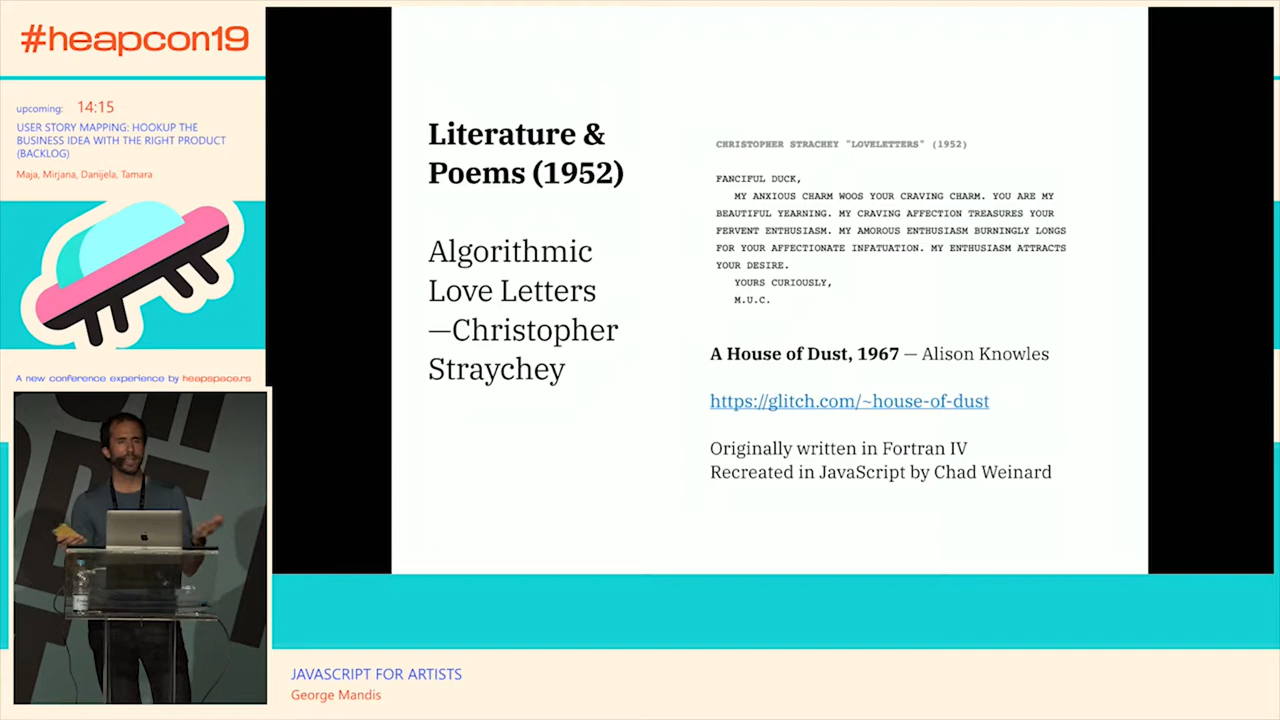 #heapcon19
upcoming: 14:15
USER STORY MAPPING: HOOKUP THE
BUSINESS IDEA WITH THE RIGHT PRODUCT
(BACKLOG)
Maja, Mirjana, Danijela, Tamara
A new conference experience by heapspace.rs
Literature &
Poems (1952)
Algorithmic
Love Letters
—Christopher
Straychey
CHRISTOPHER STRACHEY "LOVELETTERS" (1952)
FANCIFUL DUCK,
MY ANXIOUS CHARM WOOS YOUR CRAVING CHARM. YOU ARE MY
BEAUTIFUL YEARNING. MY CRAVING AFFECTION TREASURES YOUR
FERVENT ENTHUSIASM. MY AMOROUS ENTHUSIASM BURNINGLY LONGS
FOR YOUR AFFECTIONATE INFATUATION. MY ENTHUSIASM ATTRACTS
YOUR DESIRE.
YOURS CURIOUSLY,
M.U.C.
A House of Dust, 1967 — Alison Knowles
https://glitch.com/~house-of-dust
Originally written in Fortran IV
Recreated in JavaScript by Chad Weinard
JAVASCRIPT FOR ARTISTS
George Mandis